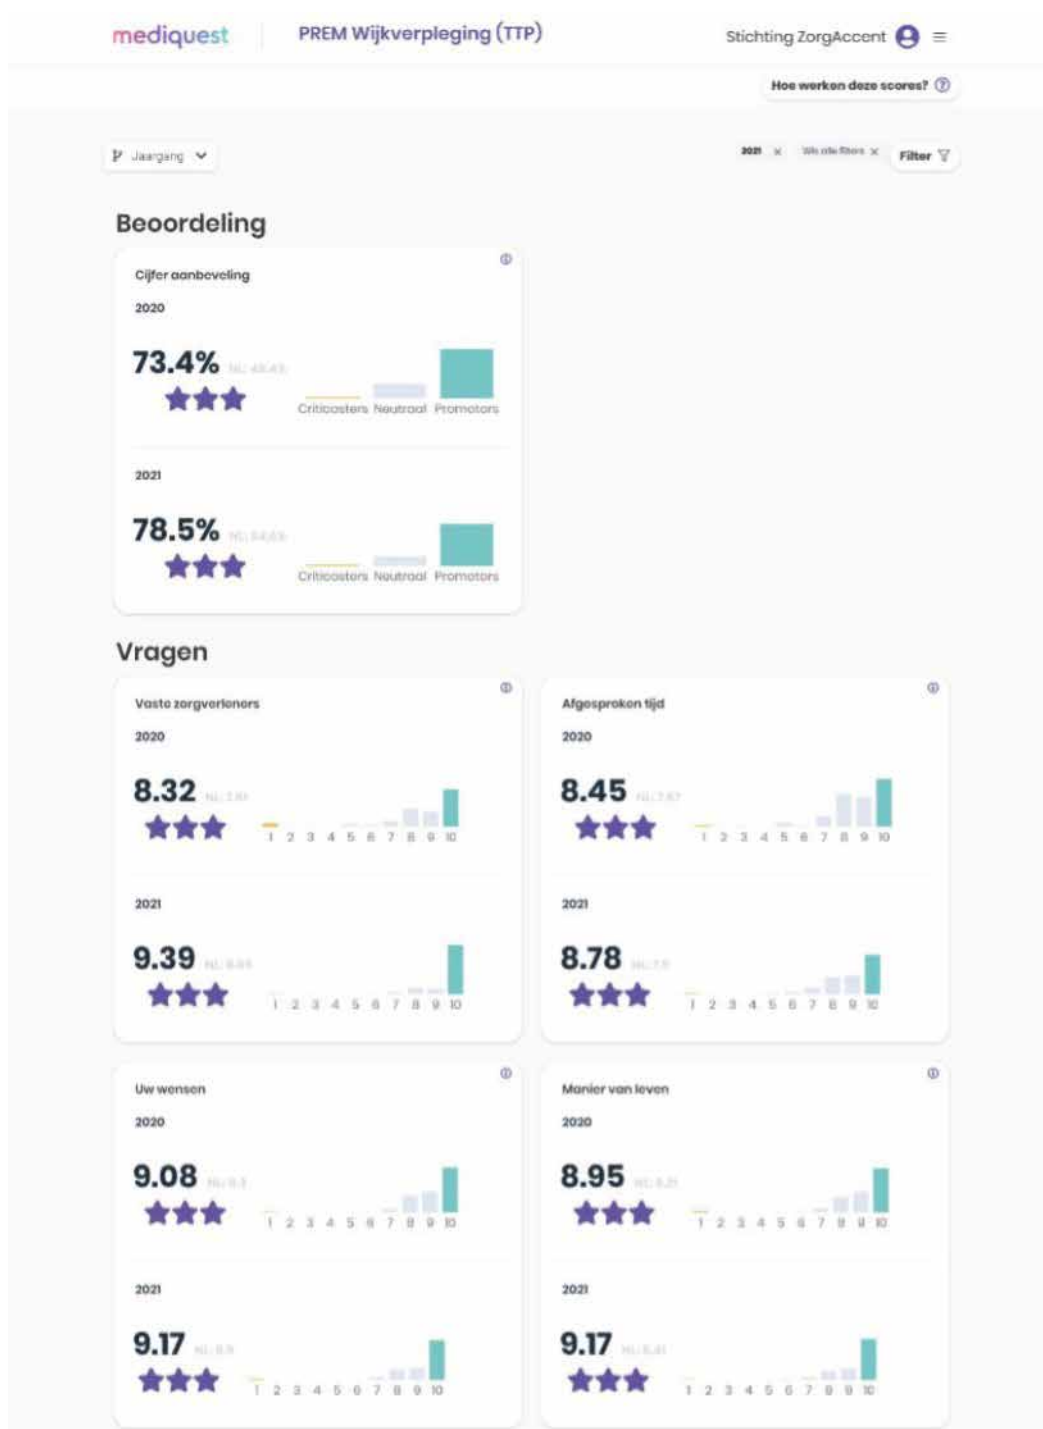 mediquest
PREM Wijkverpleging (TTP)
Stichting ZorgAccent
Hoe werken deze scores?
Jaargang
2021 x
Filter
Beoordeling
Cijfer aanbeveling
2020
73.4%
Criticasters Neutraal Promotors
2021
78.5%
Criticasters Neutraal Promotors
Vragen
Vaste zorgverleners
2020
8.32
1 2 3 4 5 6 7 8 9 10
2021
9.39
1 2 3 4 5 6 7 8 9 10
Afgesproken tijd
2020
8.45
1 2 3 4 5 6 7 8 9 10
2021
8.78
1 2 3 4 5 6 7 8 9 10
Uw wensen
2020
9.08
1 2 3 4 5 6 7 8 9 10
2021
9.17
1 2 3 4 5 6 7 8 9 10
Manier van leven
2020
8.95
1 2 3 4 5 6 7 8 9 10
2021
9.17
1 2 3 4 5 6 7 8 9 10